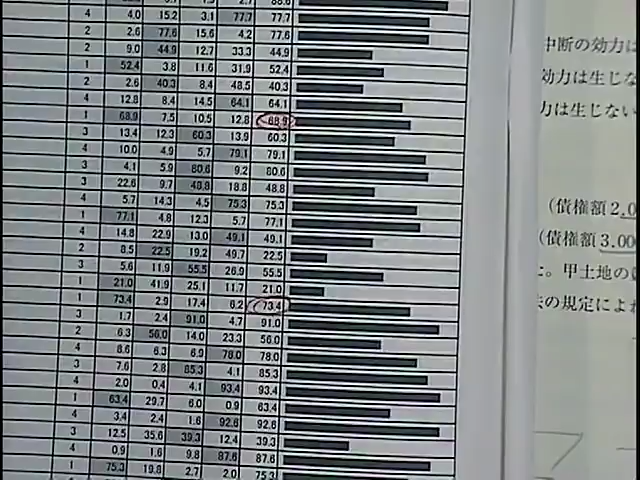 88.6
4 4.0 15.2 3.1 77.7 77.7
2 2.6 77.6 15.6 4.2 77.6
2 9.0 44.9 12.7 33.3 44.9
1 52.4 3.8 11.6 31.9 52.4
2 2.6 40.3 8.4 48.5 40.3
4 12.8 8.4 14.5 64.1 64.1
1 68.9 7.5 10.5 12.8 68.9
3 13.4 12.3 60.3 13.9 60.3
4 10.0 4.9 5.7 79.1 79.1
3 4.1 5.9 80.6 9.2 80.6
3 22.6 9.7 48.8 18.8 48.8
4 5.7 14.3 4.5 75.3 75.3
1 77.1 4.8 12.3 5.7 77.1
4 14.8 22.9 13.0 49.1 49.1
2 8.5 22.5 19.2 49.7 22.5
3 5.6 11.9 55.5 26.9 55.5
1 21.0 41.9 25.1 11.7 21.0
1 73.4 2.9 17.4 6.2 73.4
3 1.7 2.4 91.0 4.7 91.0
2 6.3 56.0 14.0 23.3 56.0
4 8.6 6.3 6.9 78.0 78.0
3 7.6 2.8 85.3 4.1 85.3
4 2.0 0.4 4.1 93.4 93.4
1 63.4 29.7 6.0 0.9 63.4
4 3.4 2.4 1.6 92.6 92.6
3 12.5 35.6 39.3 12.4 39.3
4 0.9 1.6 9.8 87.6 87.6
1 75.3 19.8 2.7 2.0 75.3
中断の効力は
効力は生じな
力は生じない
(債権額2,0
(債権額3,00
。甲土地の
の規定によ